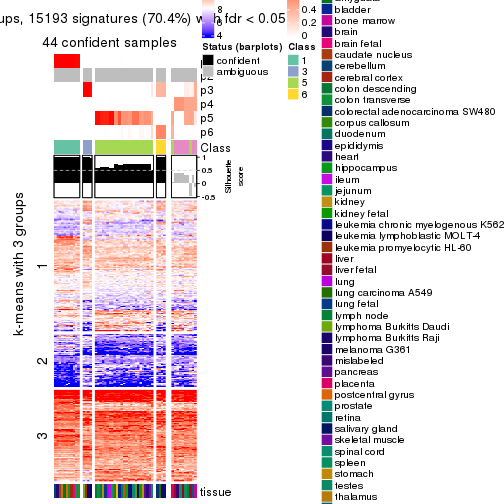 ups, 15193 signatures (70.4%) with fdr < 0.05
44 confident samples
p2
p3
p4
p5
p6
Class
1
0.5
0
-0.5
Silhouette
score
k-means with 3 groups
1
2
3
tissue
8
6
4
0.4
0.2
0
Status (barplots)
confident
ambiguous
Class
1
3
5
6
bladder
bone marrow
brain
brain fetal
caudate nucleus
cerebellum
cerebral cortex
colon descending
colon transverse
colorectal adenocarcinoma SW480
corpus callosum
duodenum
epididymis
heart
hippocampus
ileum
jejunum
kidney
kidney fetal
leukemia chronic myelogenous K562
leukemia lymphoblastic MOLT-4
leukemia promyelocytic HL-60
liver
liver fetal
lung
lung carcinoma A549
lung fetal
lymph node
lymphoma Burkitts Daudi
lymphoma Burkitts Raji
melanoma G361
mislabeled
pancreas
placenta
postcentral gyrus
prostate
retina
salivary gland
skeletal muscle
spinal cord
spleen
stomach
testes
thalamus